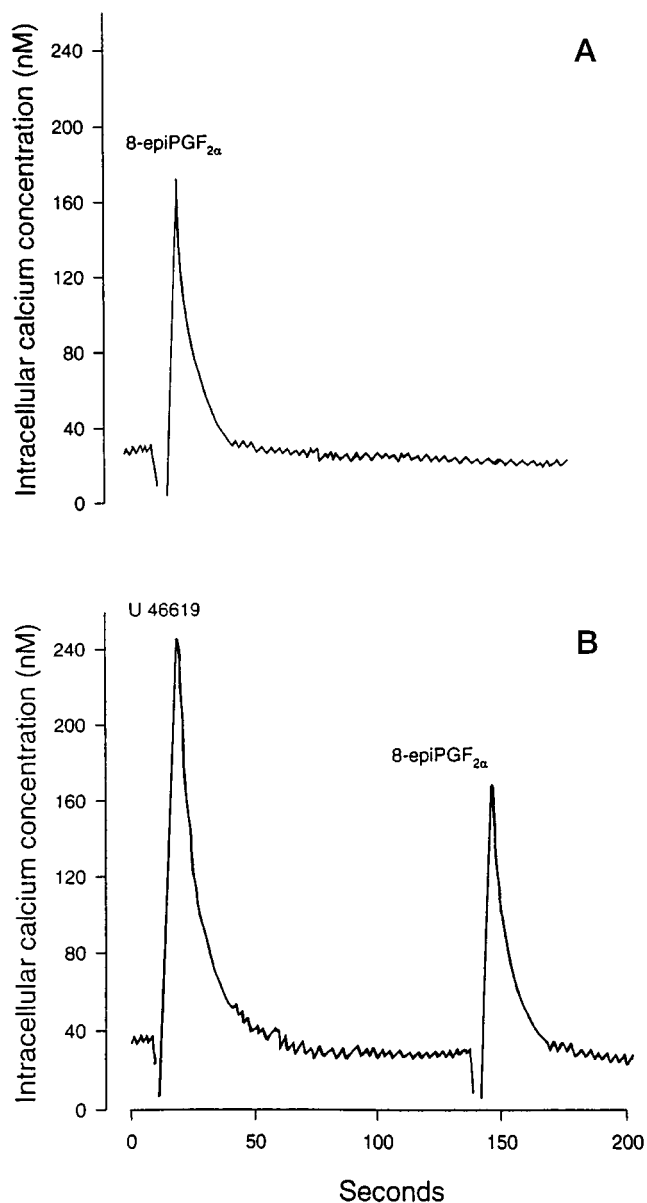 A
Intracellular calcium concentration (nM)
240
200
160
120
80
40
0
8-epiPGF2α
B
Intracellular calcium concentration (nM)
240
200
160
120
80
40
0
U 46619
8-epiPGF2α
0 50 100 150 200
Seconds